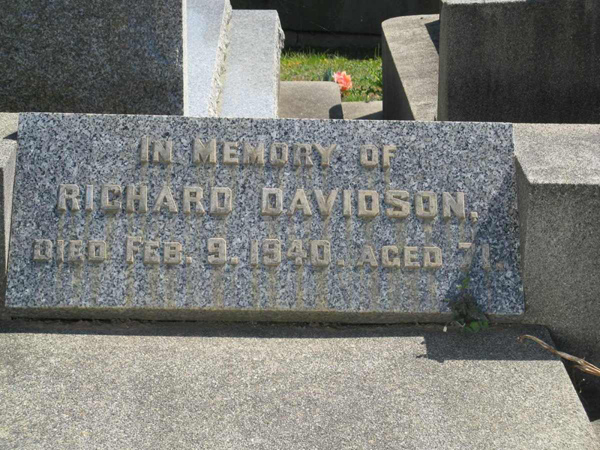 IN MEMORY OF
RICHARD DAVIDSON,
DIED FEB. 9. 1940. AGED 71.